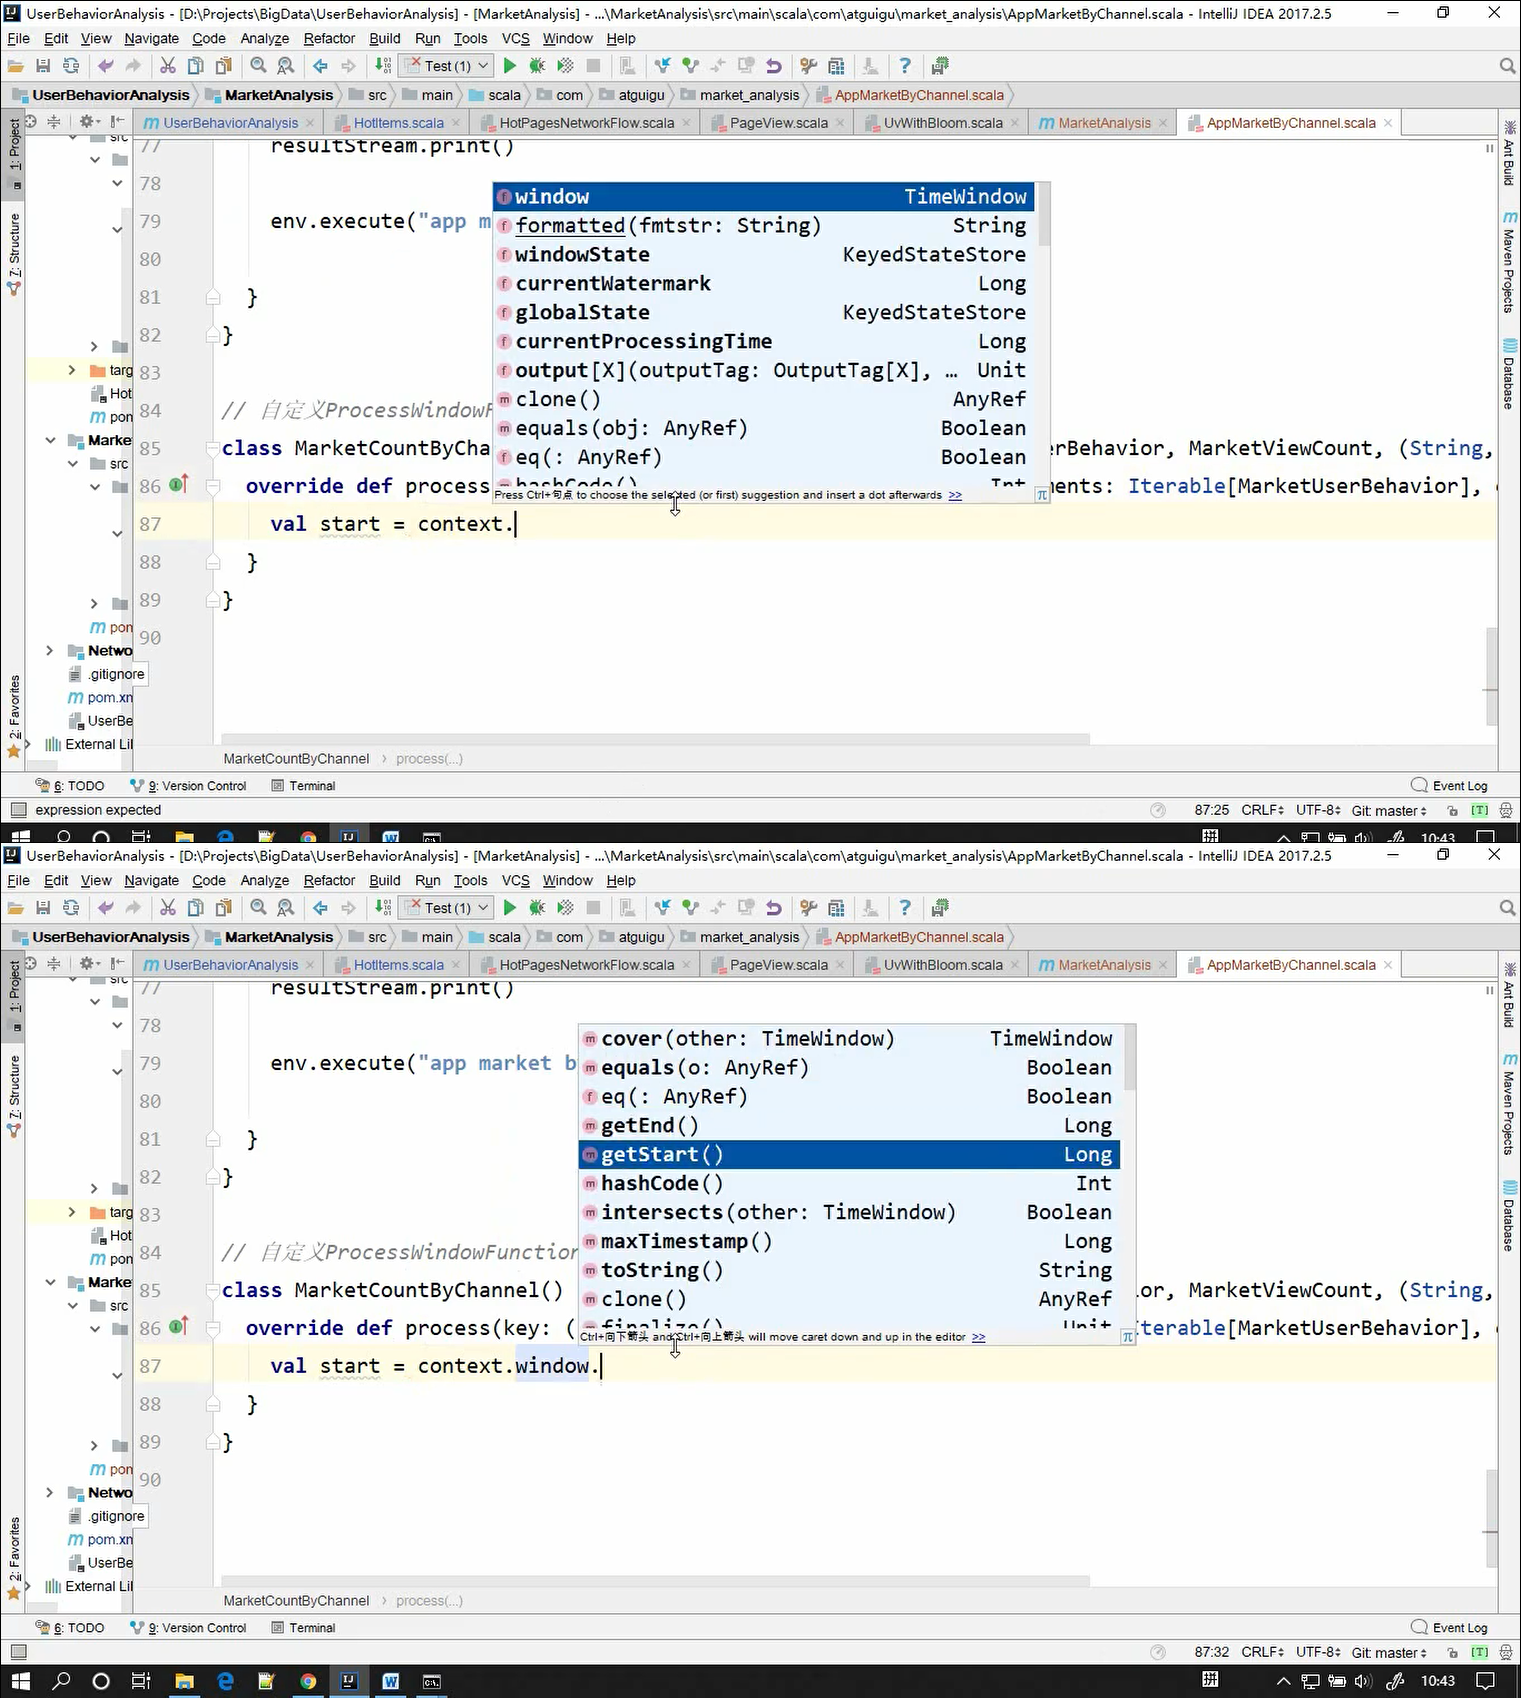 UserBehaviorAnalysis - [D:\Projects\BigData\UserBehaviorAnalysis] - [MarketAnalysis] - ...\MarketAnalysis\src\main\scala\com\atguigu\market_analysis\AppMarketByChannel.scala - IntelliJ IDEA 2017.2.5
File Edit View Navigate Code Analyze Refactor Build Run Tools VCS Window Help
Test (1)
UserBehaviorAnalysis MarketAnalysis src main scala com atguigu market_analysis AppMarketByChannel.scala
UserBehaviorAnalysis HotItems.scala HotPagesNetworkFlow.scala PageView.scala UvWithBloom.scala MarketAnalysis AppMarketByChannel.scala
1: Project
7: Structure
2: Favorites
Ant Build
Maven Projects
Database
src
targ
Hot
pon
Marke
src
pon
Netwo
.gitignore
pom.xn
UserBe
External Lil
77 resultStream.print()
78
79 env.execute("app m
80
81 }
82 }
83
84 // 自定义ProcessWindowF
85 class MarketCountByCha erBehavior, MarketViewCount, (String,
86 override def process ments: Iterable[MarketUserBehavior],
87 val start = context.
88 }
89 }
90
window TimeWindow
formatted(fmtstr: String) String
windowState KeyedStateStore
currentWatermark Long
globalState KeyedStateStore
currentProcessingTime Long
output[X](outputTag: OutputTag[X], … Unit
clone() AnyRef
equals(obj: AnyRef) Boolean
eq(: AnyRef) Boolean
hashCode() Int
Press Ctrl+句点 to choose the selected (or first) suggestion and insert a dot afterwards >>
MarketCountByChannel process(...)
6: TODO 9: Version Control Terminal Event Log
expression expected 87:25 CRLF UTF-8 Git: master [T]
拼 10:43
UserBehaviorAnalysis - [D:\Projects\BigData\UserBehaviorAnalysis] - [MarketAnalysis] - ...\MarketAnalysis\src\main\scala\com\atguigu\market_analysis\AppMarketByChannel.scala - IntelliJ IDEA 2017.2.5
File Edit View Navigate Code Analyze Refactor Build Run Tools VCS Window Help
Test (1)
UserBehaviorAnalysis MarketAnalysis src main scala com atguigu market_analysis AppMarketByChannel.scala
UserBehaviorAnalysis HotItems.scala HotPagesNetworkFlow.scala PageView.scala UvWithBloom.scala MarketAnalysis AppMarketByChannel.scala
1: Project
7: Structure
2: Favorites
Ant Build
Maven Projects
Database
src
targ
Hot
pon
Marke
src
pon
Netwo
.gitignore
pom.xn
UserBe
External Lil
77 resultStream.print()
78
79 env.execute("app market b
80
81 }
82 }
83
84 // 自定义ProcessWindowFunction
85 class MarketCountByChannel() or, MarketViewCount, (String,
86 override def process(key: ( terable[MarketUserBehavior],
87 val start = context.window.
88 }
89 }
90
cover(other: TimeWindow) TimeWindow
equals(o: AnyRef) Boolean
eq(: AnyRef) Boolean
getEnd() Long
getStart() Long
hashCode() Int
intersects(other: TimeWindow) Boolean
maxTimestamp() Long
toString() String
clone() AnyRef
finalize() Unit
Ctrl+向下箭头 and Ctrl+向上箭头 will move caret down and up in the editor >>
MarketCountByChannel process(...)
6: TODO 9: Version Control Terminal Event Log
87:32 CRLF UTF-8 Git: master [T]
拼 10:43